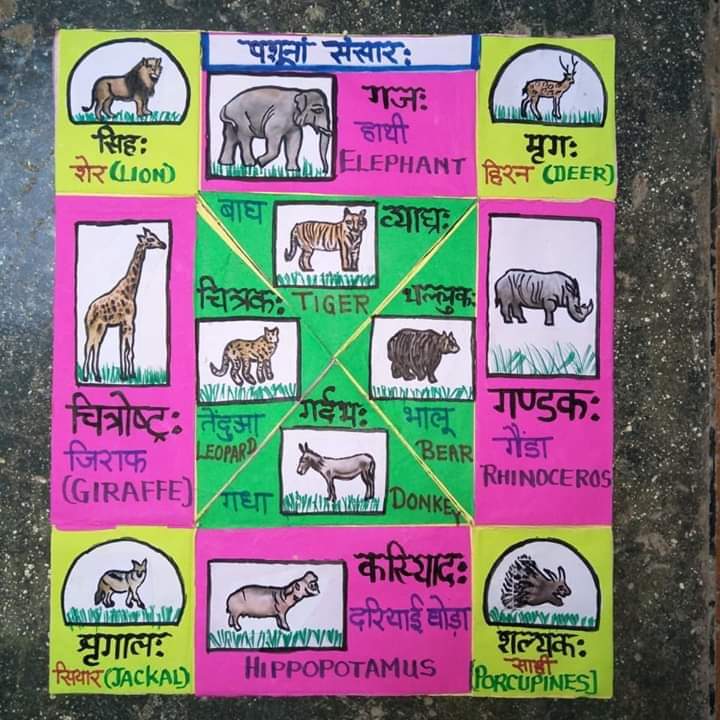 पशूनां संसार:
सिंह:
शेर (LION)
गज:
हाथी
ELEPHANT
मृग:
हिरन (DEER)
चित्रोष्ट्र:
जिराफ
(GIRAFFE)
बाघ
व्याघ्र:
TIGER
चित्रक:
तेंदुआ
LEOPARD
भल्लुक:
भालू
BEAR
गर्दभ:
गधा
DONKEY
गण्डक:
गैंडा
RHINOCEROS
श्रृगाल:
सियार (JACKAL)
करियाद:
दरियाई घोड़ा
HIPPOPOTAMUS
शल्यक:
साही
[PORCUPINES]